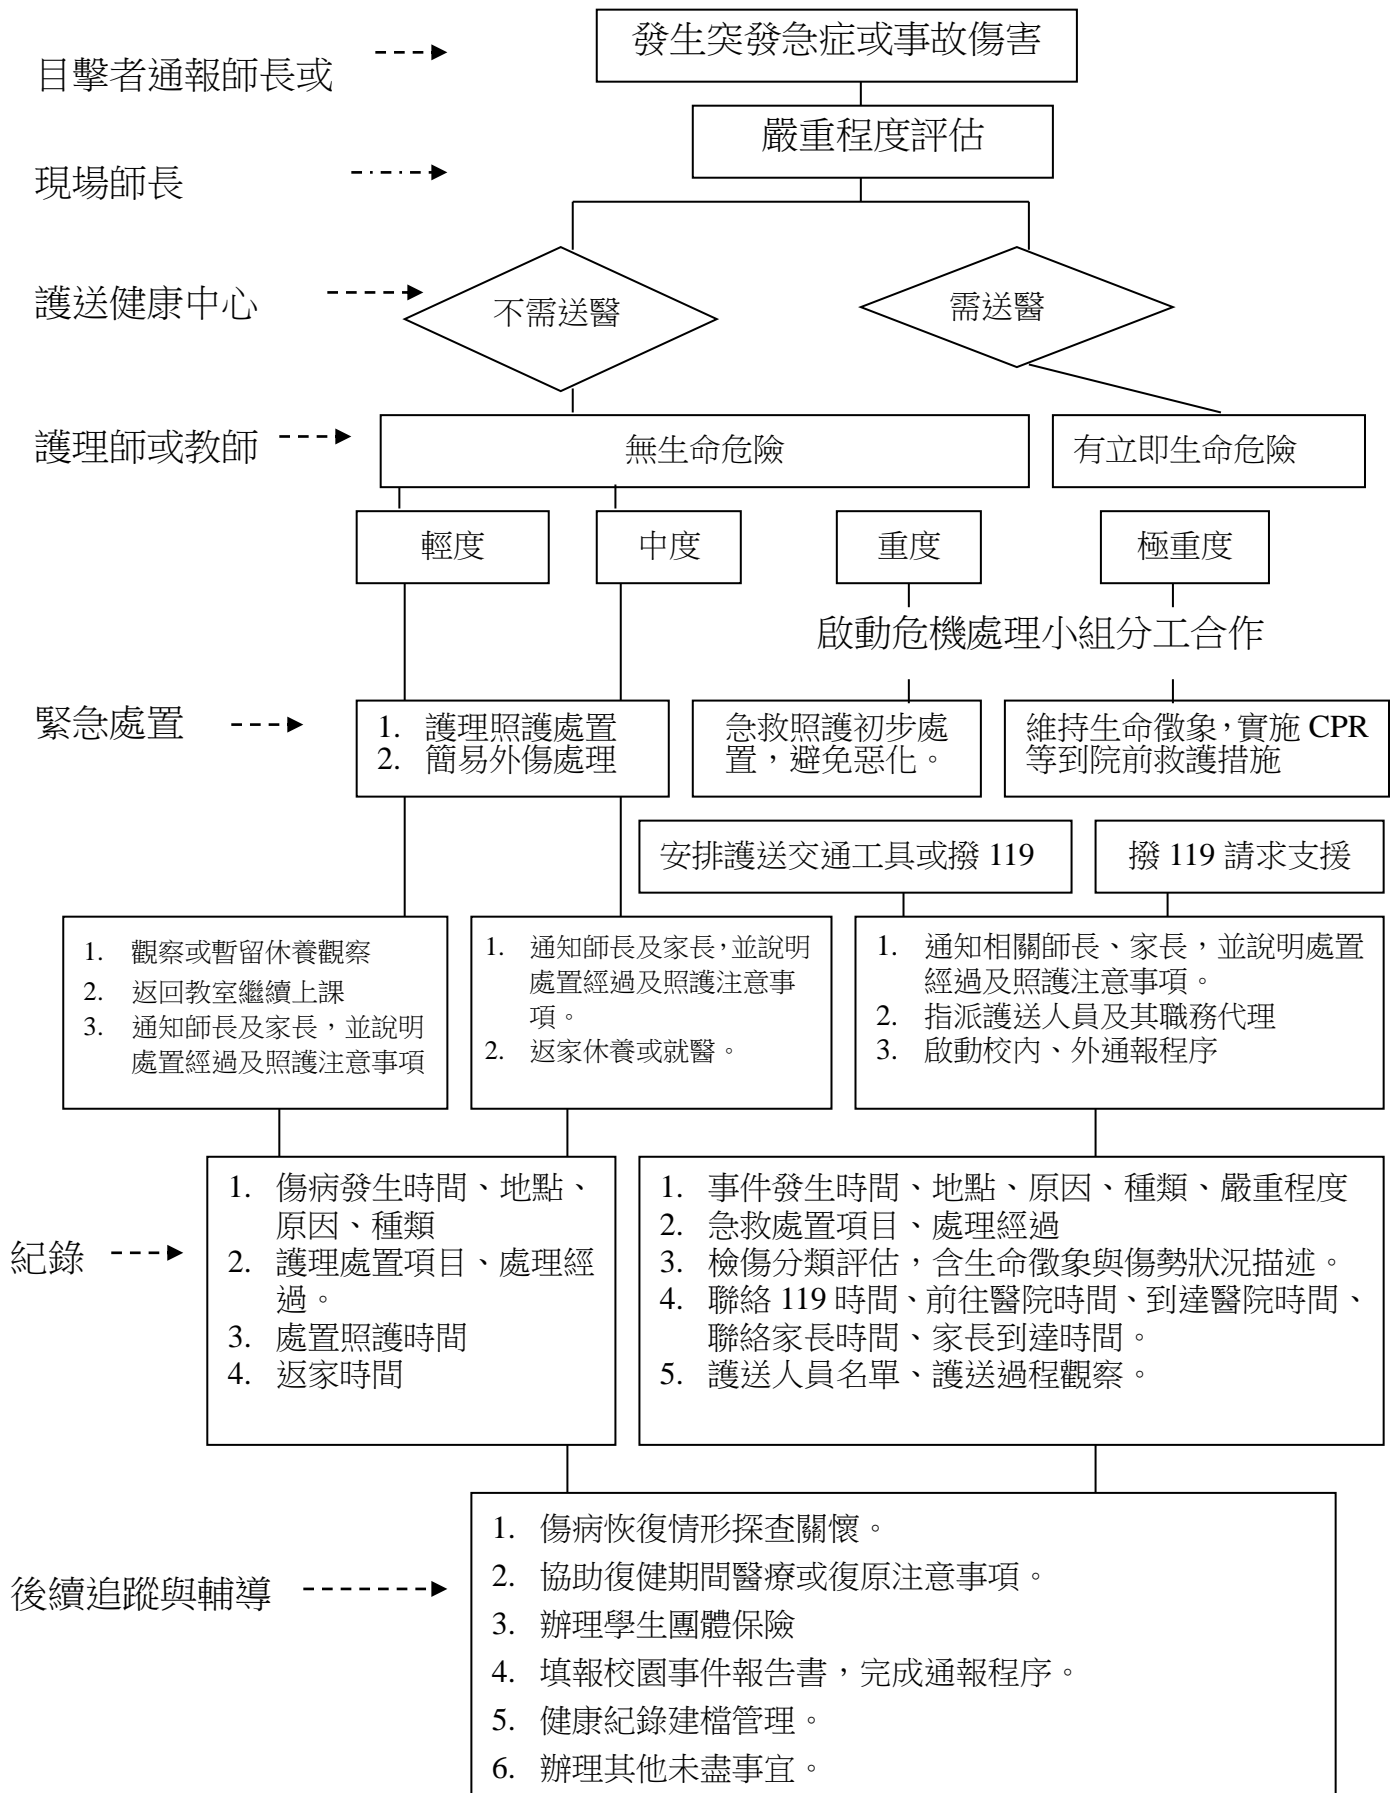 發生突發急症或事故傷害
目擊者通報師長或
嚴重程度評估
現場師長
護送健康中心
不需送醫
需送醫
護理師或教師
無生命危險
有立即生命危險
輕度
中度
重度
極重度
啟動危機處理小組分工合作
緊急處置
1. 護理照護處置
2. 簡易外傷處理
急救照護初步處
置，避免惡化。
維持生命徵象，實施 CPR
等到院前救護措施
安排護送交通工具或撥 119
撥 119 請求支援
1. 觀察或暫留休養觀察
2. 返回教室繼續上課
3. 通知師長及家長，並說明
處置經過及照護注意事項
1. 通知師長及家長，並說明
處置經過及照護注意事
項。
2. 返家休養或就醫。
1. 通知相關師長、家長，並說明處置
經過及照護注意事項。
2. 指派護送人員及其職務代理
3. 啟動校內、外通報程序
紀錄
1. 傷病發生時間、地點、
原因、種類
2. 護理處置項目、處理經
過。
3. 處置照護時間
4. 返家時間
1. 事件發生時間、地點、原因、種類、嚴重程度
2. 急救處置項目、處理經過
3. 檢傷分類評估，含生命徵象與傷勢狀況描述。
4. 聯絡 119 時間、前往醫院時間、到達醫院時間、
聯絡家長時間、家長到達時間。
5. 護送人員名單、護送過程觀察。
後續追蹤與輔導
1. 傷病恢復情形探查關懷。
2. 協助復健期間醫療或復原注意事項。
3. 辦理學生團體保險
4. 填報校園事件報告書，完成通報程序。
5. 健康紀錄建檔管理。
6. 辦理其他未盡事宜。